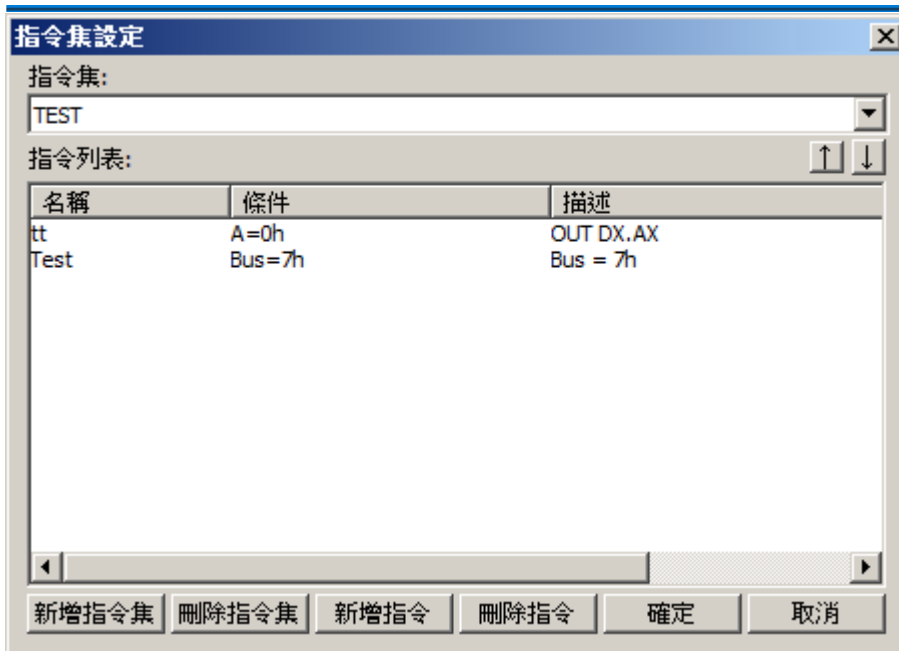 指令集設定
指令集:
TEST
指令列表: ↑ ↓
名稱 條件 描述
tt A=0h OUT DX.AX
Test Bus=7h Bus = 7h
新增指令集 刪除指令集 新增指令 刪除指令 確定 取消